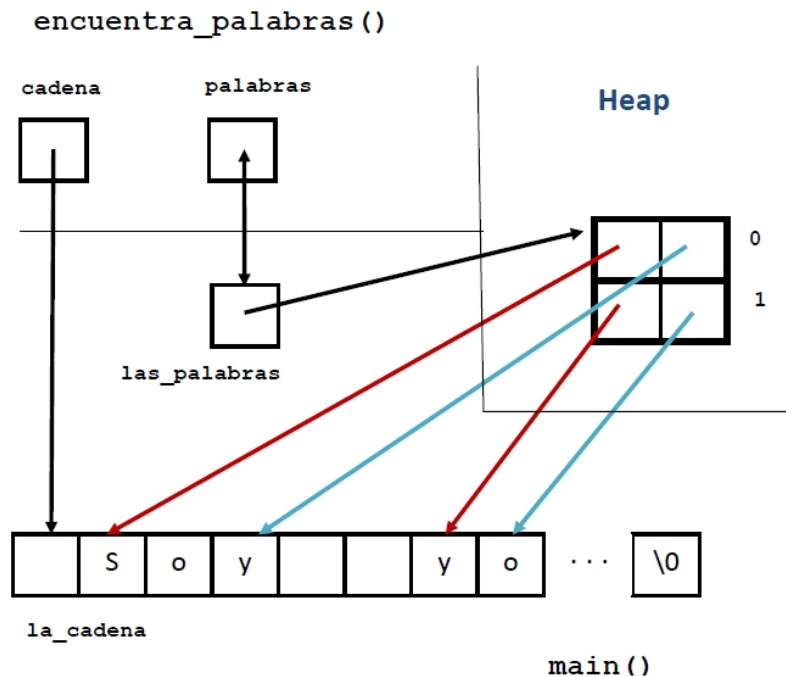 encuentra_palabras()
cadena
palabras
Heap
0
1
las_palabras
S o y y o ... \0
la_cadena
main()